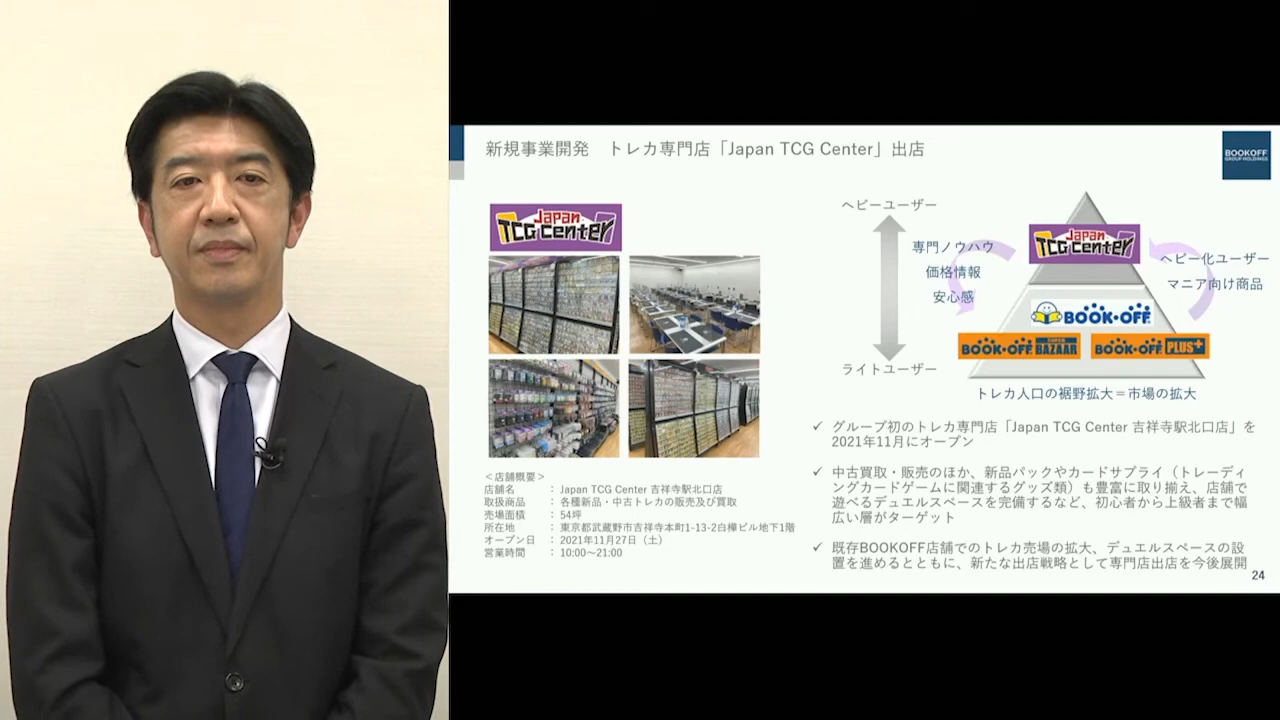 新規事業開発　トレカ専門店「Japan TCG Center」出店
BOOKOFF
GROUP HOLDINGS
Japan
TCG Center
ヘビーユーザー
専門ノウハウ
価格情報
安心感
Japan
TCG Center
ヘビー化ユーザー
マニア向け商品
BOOK・OFF
BOOK・OFF SUPER BAZAAR
BOOK・OFF PLUS+
ライトユーザー
トレカ人口の裾野拡大＝市場の拡大
＜店舗概要＞
店舗名　：Japan TCG Center 吉祥寺駅北口店
取扱商品　：各種新品・中古トレカの販売及び買取
売場面積　：54坪
所在地　：東京都武蔵野市吉祥寺本町1-13-2白樺ビル地下1階
オープン日　：2021年11月27日（土）
営業時間　：10:00～21:00
✓ グループ初のトレカ専門店「Japan TCG Center 吉祥寺駅北口店」を
2021年11月にオープン
✓ 中古買取・販売のほか、新品パックやカードサプライ（トレーディ
ングカードゲームに関連するグッズ類）も豊富に取り揃え、店舗で
遊べるデュエルスペースを完備するなど、初心者から上級者まで幅
広い層がターゲット
✓ 既存BOOKOFF店舗でのトレカ売場の拡大、デュエルスペースの設
置を進めるとともに、新たな出店戦略として専門店出店を今後展開
24